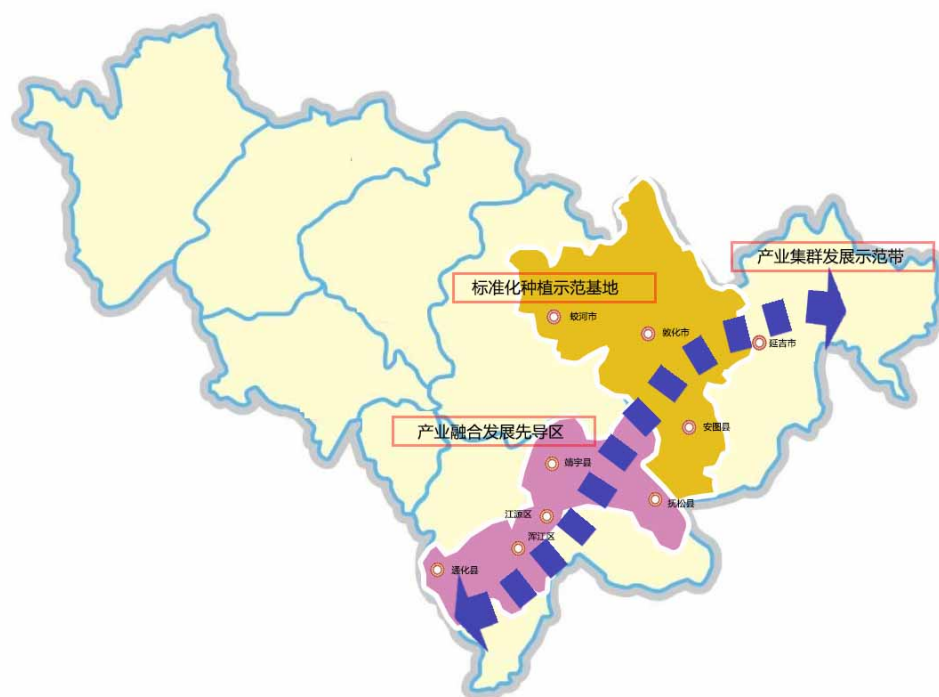 产业集群发展示范带
标准化种植示范基地
蛟河市
敦化市
延吉市
产业融合发展先导区
安图县
靖宇县
抚松县
江源区
浑江区
通化县